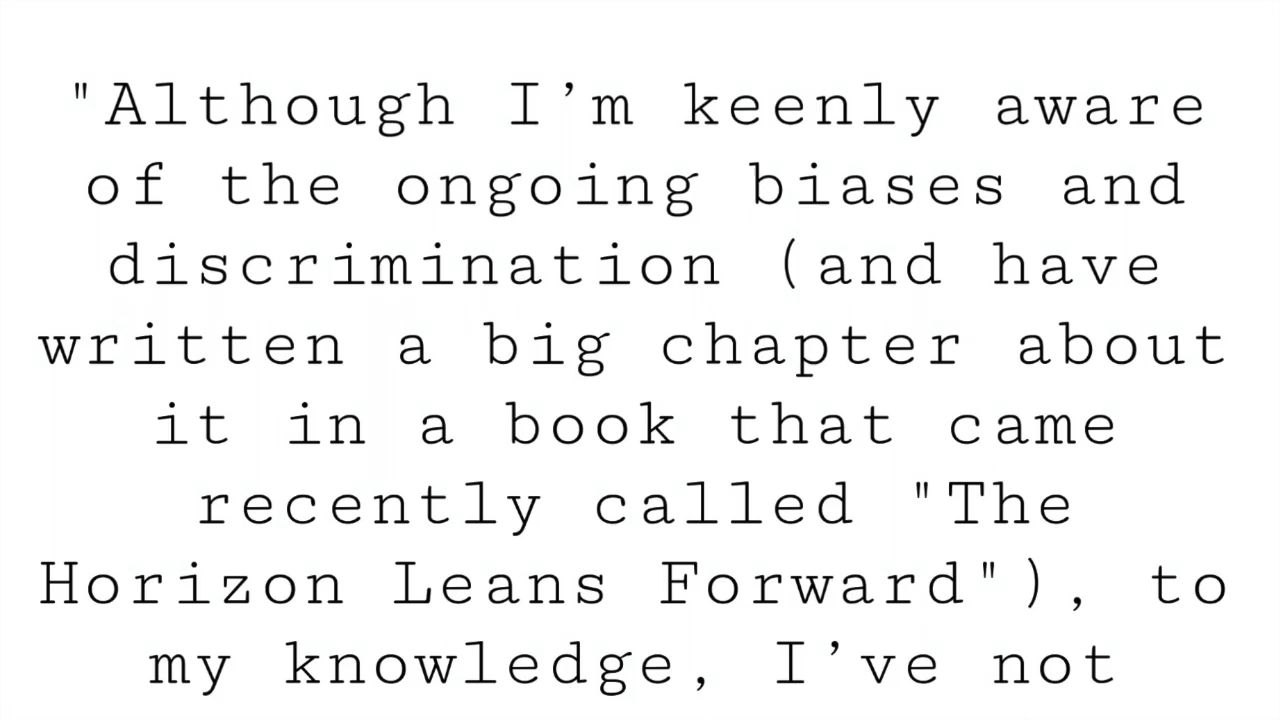 "Although I’m keenly aware
of the ongoing biases and
discrimination (and have
written a big chapter about
it in a book that came
recently called "The
Horizon Leans Forward"), to
my knowledge, I’ve not